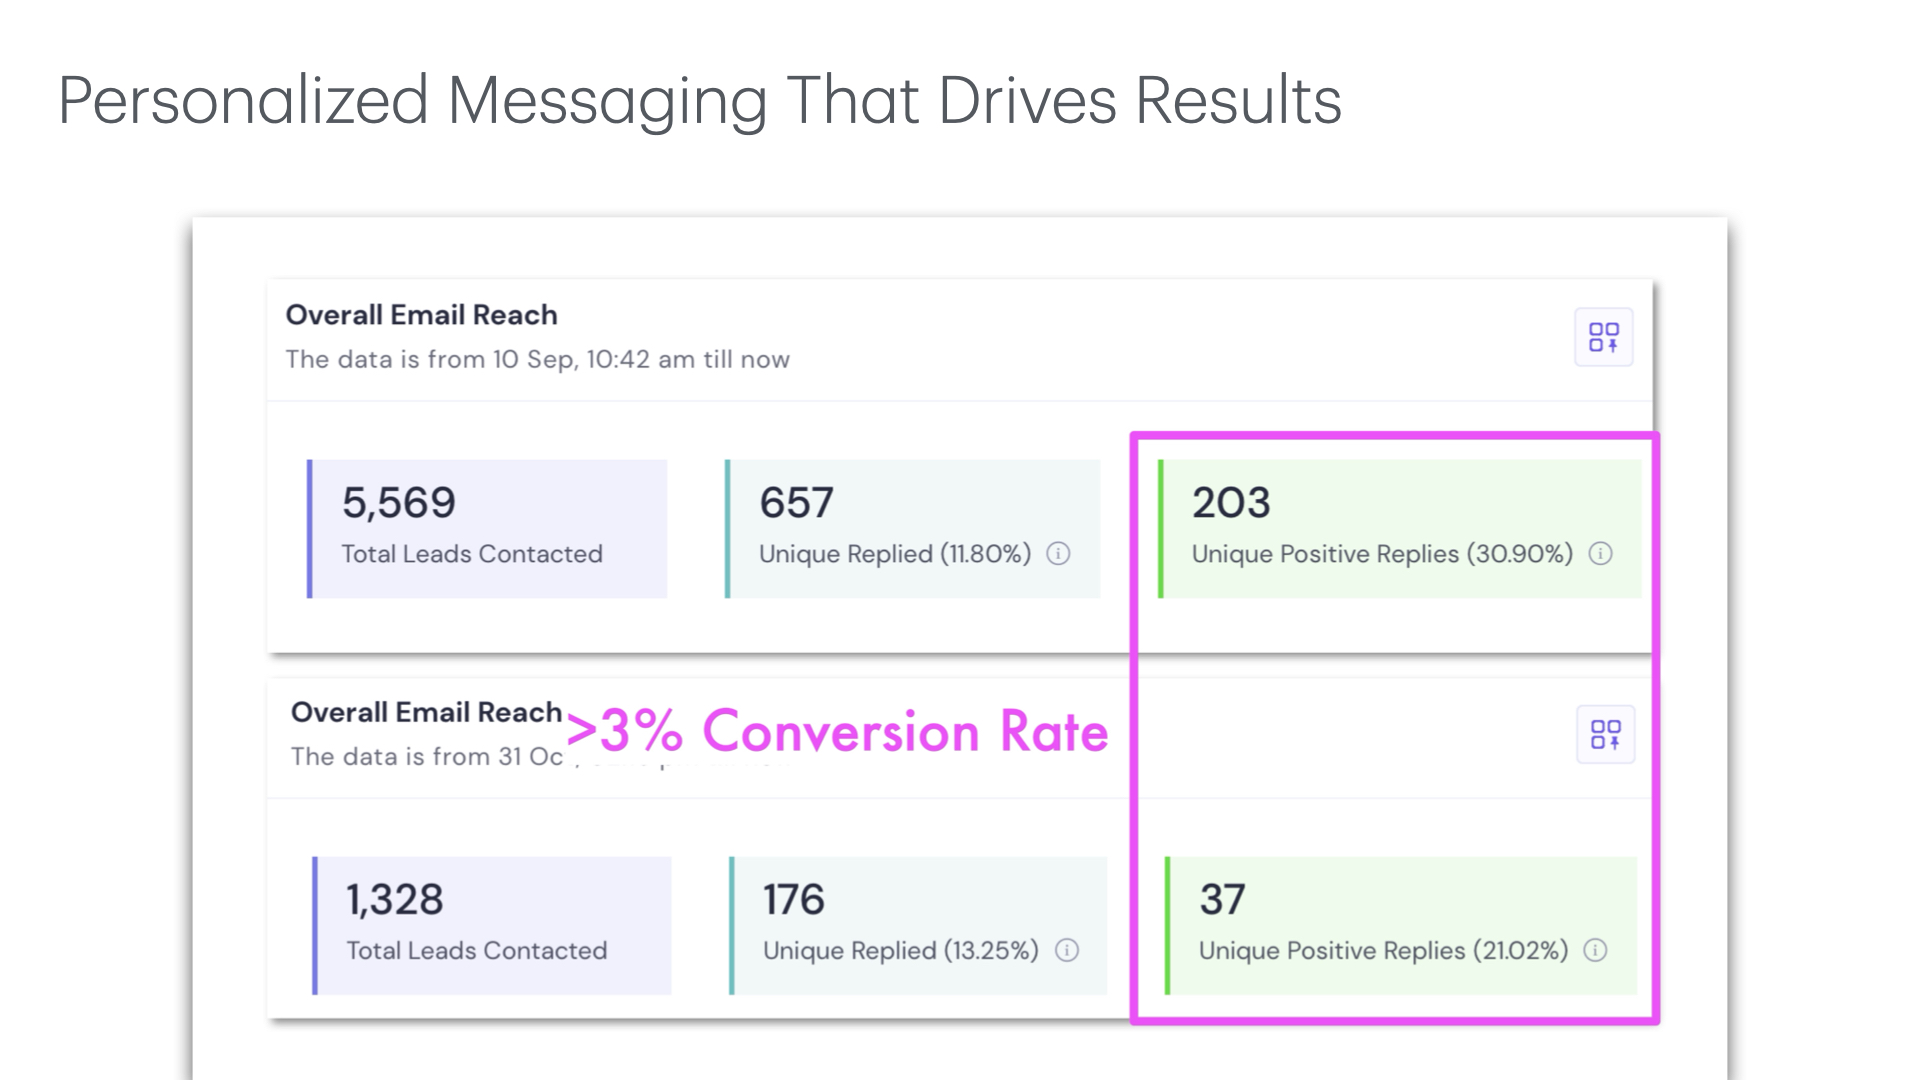 Personalized Messaging That Drives Results
Overall Email Reach
The data is from 10 Sep, 10:42 am till now
5,569
Total Leads Contacted
657
Unique Replied (11.80%)
203
Unique Positive Replies (30.90%)
Overall Email Reach
>3% Conversion Rate
The data is from 31
1,328
Total Leads Contacted
176
Unique Replied (13.25%)
37
Unique Positive Replies (21.02%)